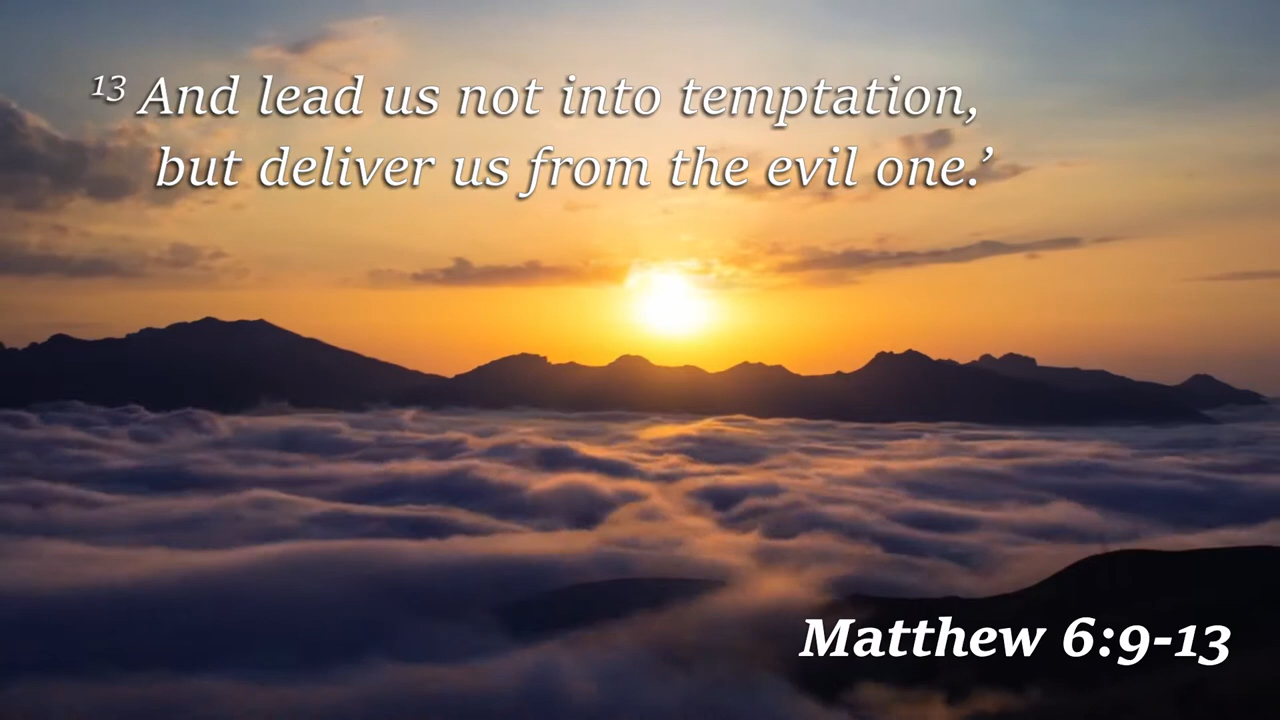 ¹³ And lead us not into temptation,
but deliver us from the evil one.’
Matthew 6:9-13